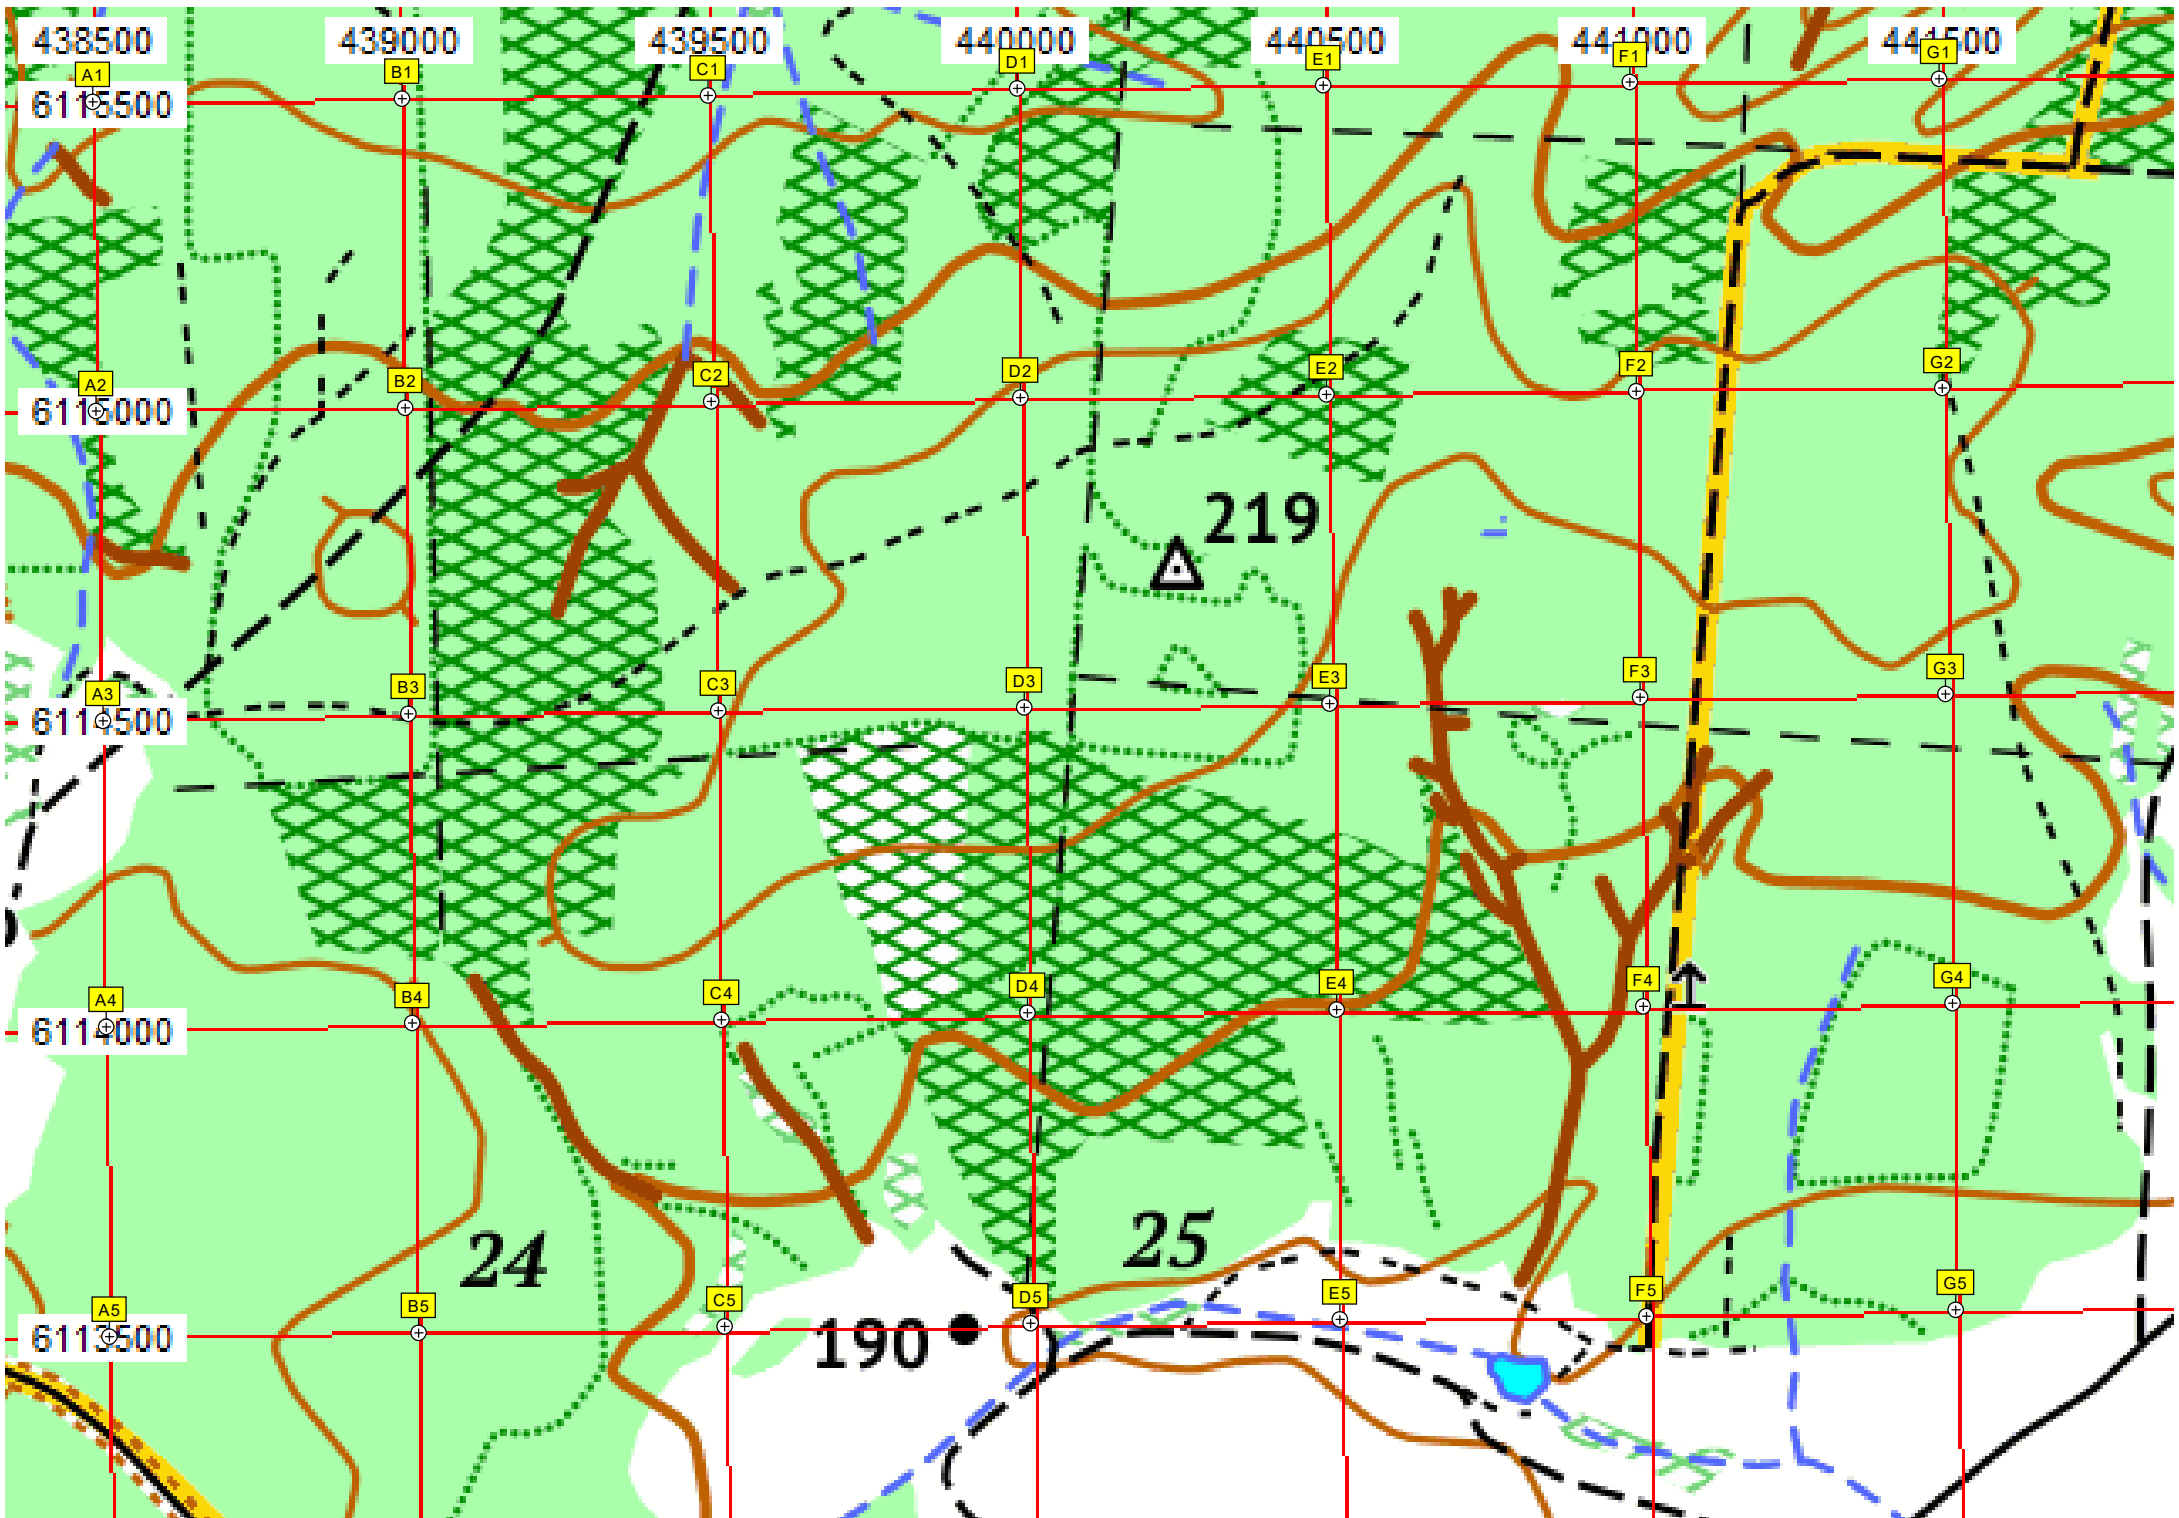 438500 439000 439500 440000 440500 441000 441500
A1 B1 C1 D1 E1 F1 G1
6115500
A2 B2 C2 D2 E2 F2 G2
6115000
219
A3 B3 C3 D3 E3 F3 G3
6114500
A4 B4 C4 D4 E4 F4 G4
6114000
24 25
A5 B5 C5 D5 E5 F5 G5
6113500
190